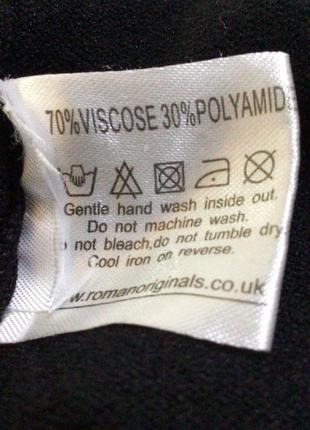 70%VISCOSE 30%POLYAMID
Gentle hand wash inside out.
Do not machine wash.
not bleach,do not tumble dry
Cool iron on reverse.
www.romanoriginals.co.uk